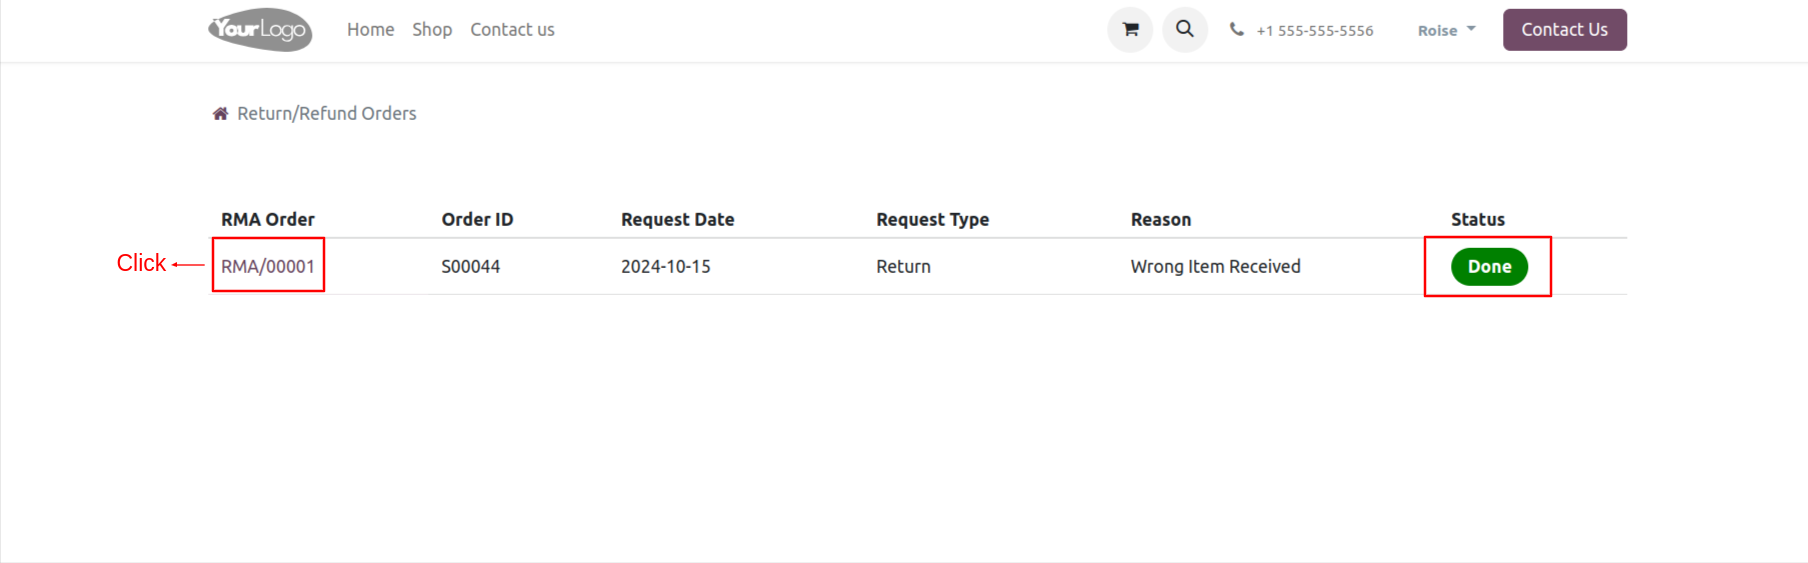 YourLogo Home Shop Contact us +1 555-555-5556 Roise Contact Us
Return/Refund Orders
RMA Order Order ID Request Date Request Type Reason Status
Click RMA/00001 S00044 2024-10-15 Return Wrong Item Received Done